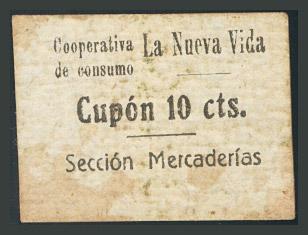 Cooperativa de consumo La Nueva Vida
Cupón 10 cts.
Sección Mercaderías